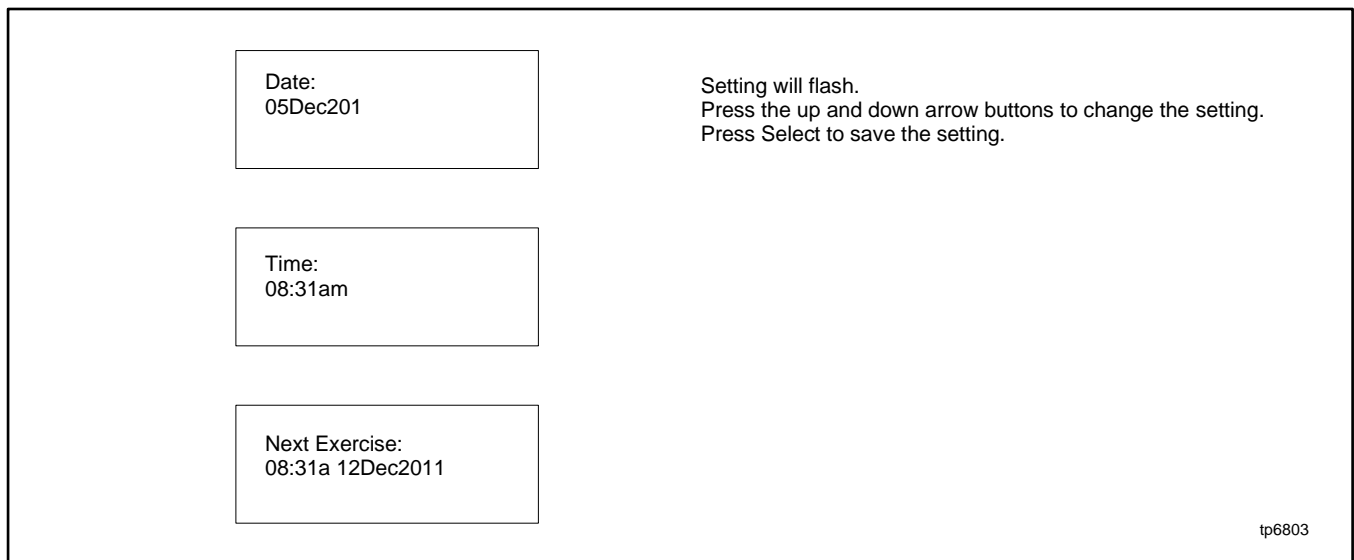 Date:
05Dec201
Setting will flash.
Press the up and down arrow buttons to change the setting.
Press Select to save the setting.
Time:
08:31am
Next Exercise:
08:31a 12Dec2011
tp6803